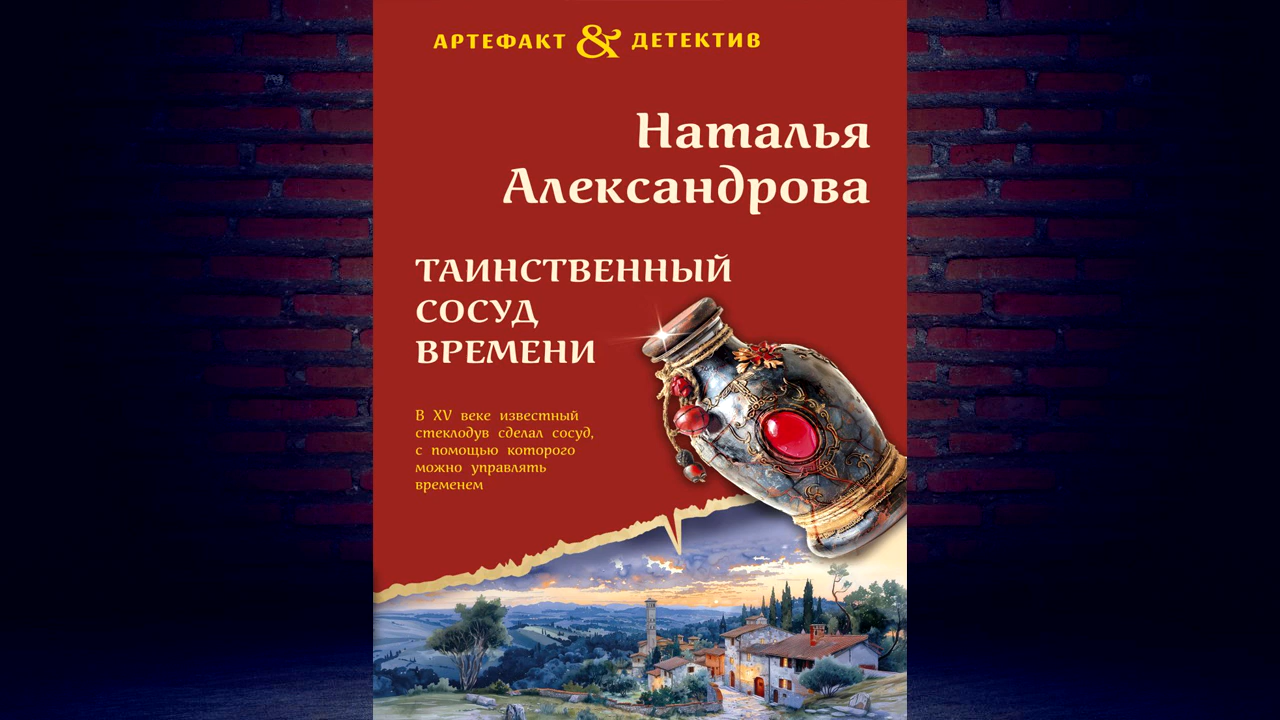 АРТЕФАКТ & ДЕТЕКТИВ
Наталья
Александрова
ТАИНСТВЕННЫЙ
СОСУД
ВРЕМЕНИ
В XV веке известный
стеклодув сделал сосуд,
с помощью которого
можно управлять
временем